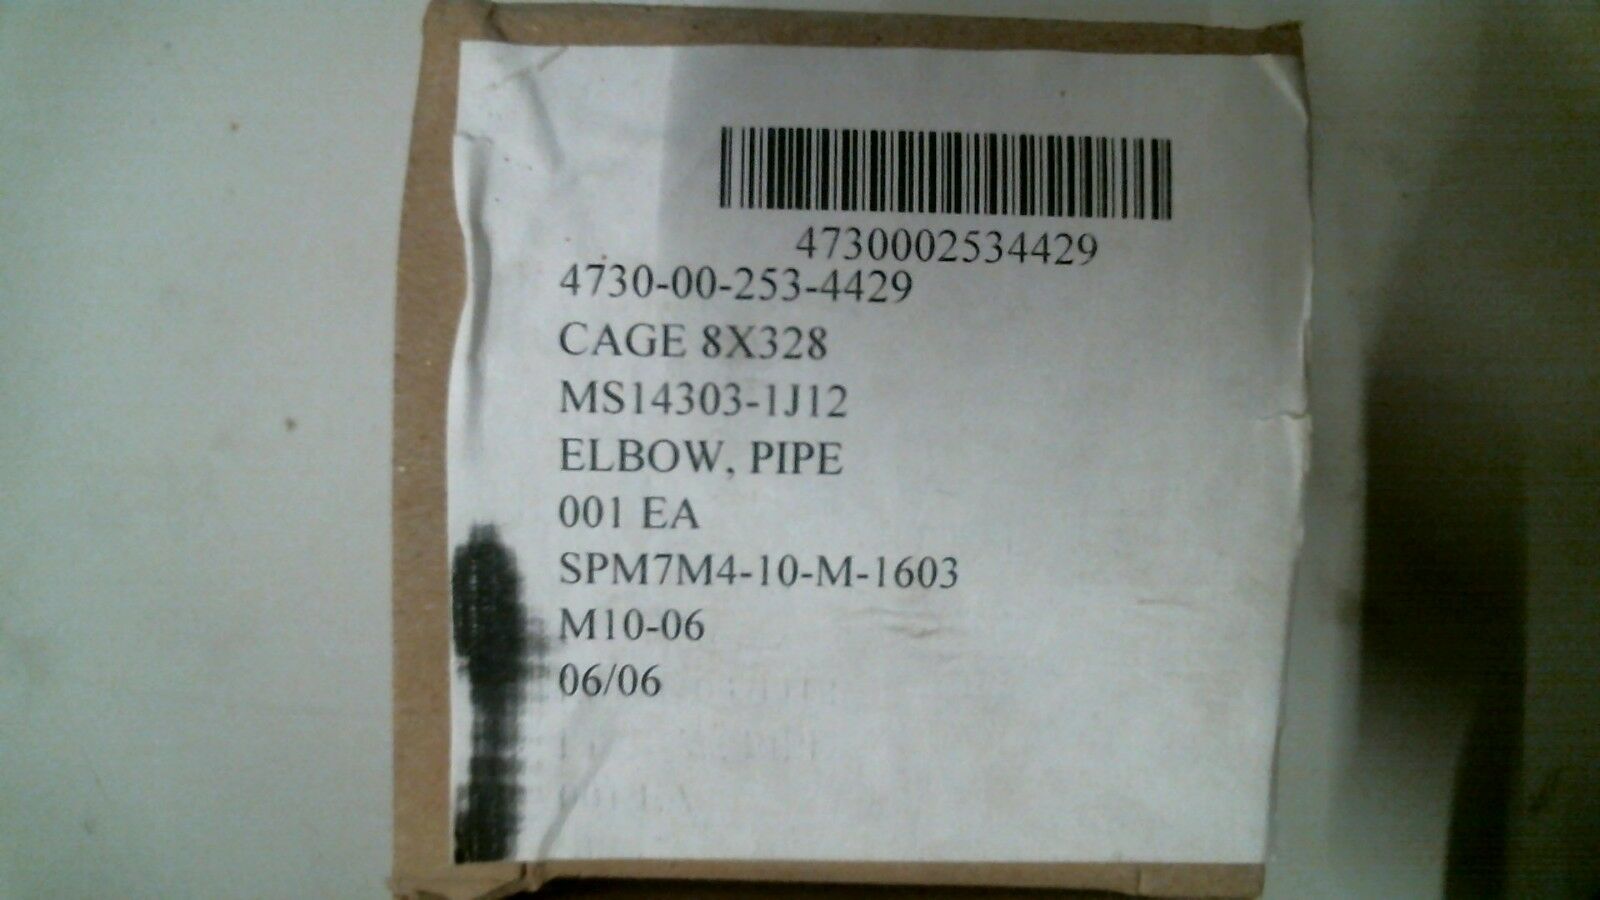 4730002534429
4730-00-253-4429
CAGE 8X328
MS14303-1J12
ELBOW, PIPE
001 EA
SPM7M4-10-M-1603
M10-06
06/06